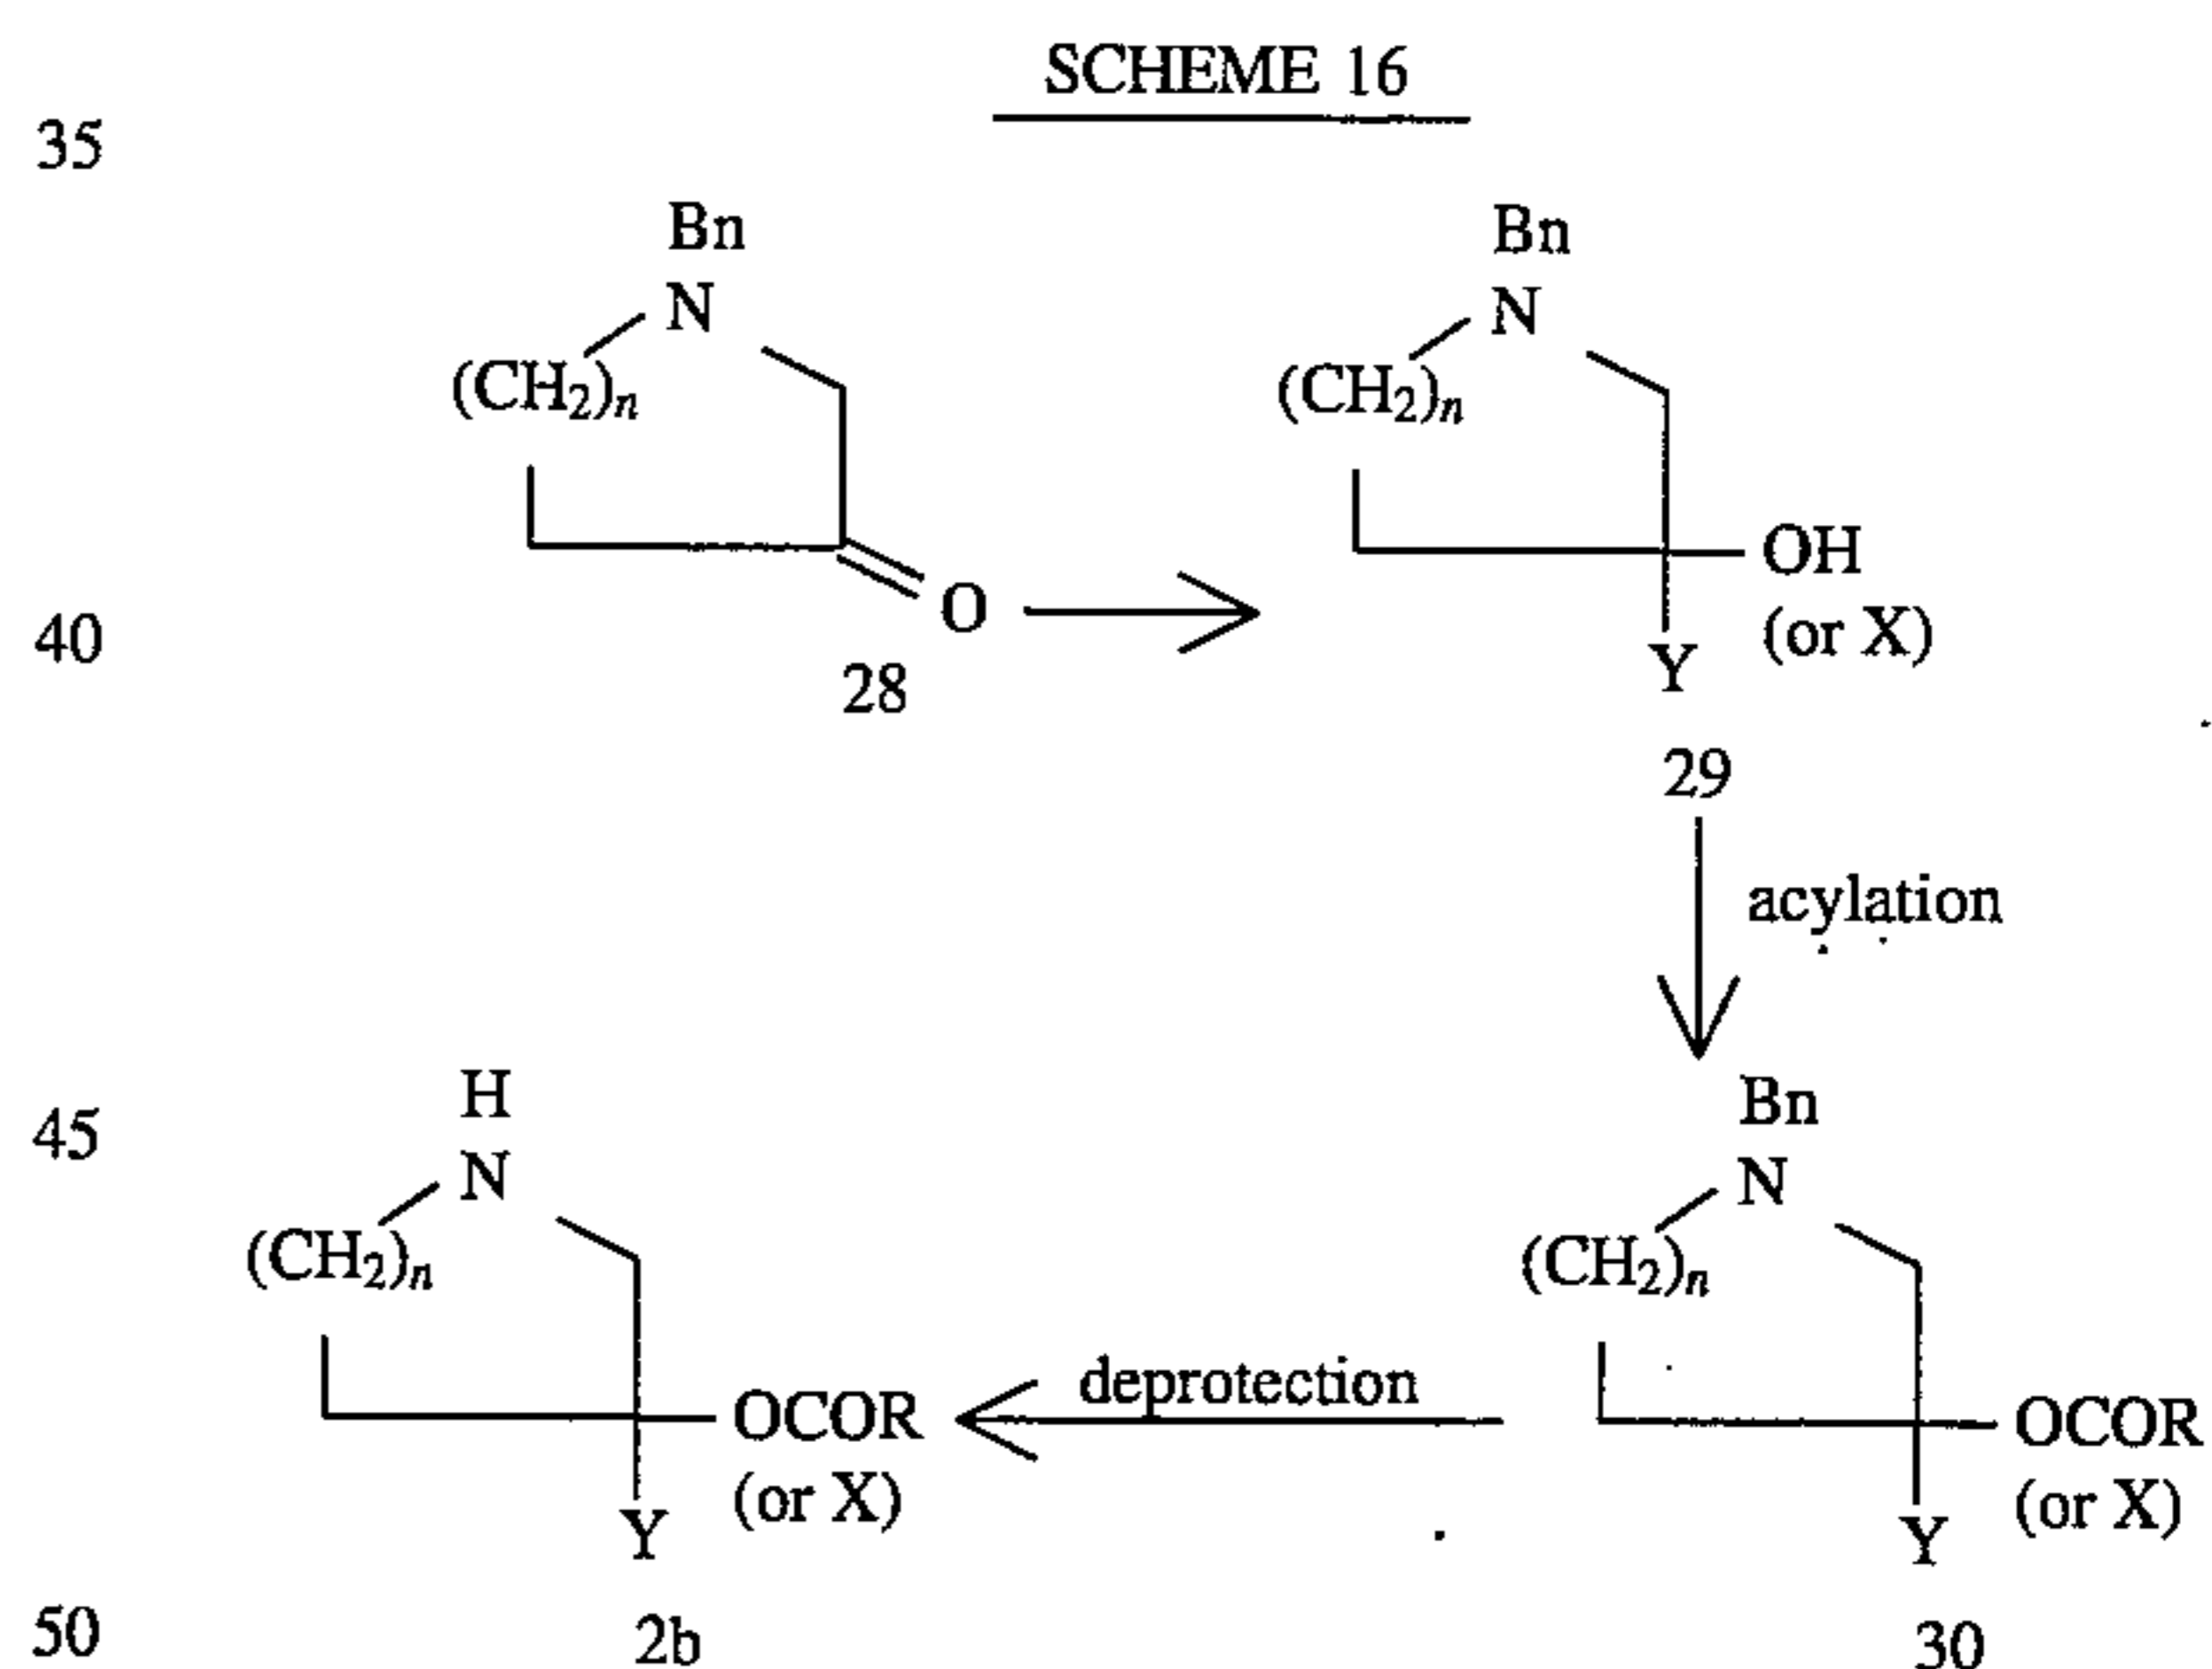 SCHEME 16
35
Bn Bn
N N
(CH2)n (CH2)n
OH
O (or X)
40
Y
28
29
acylation
Bn
H
45
N N
(CH2)n (CH2)n
deprotection
OCOR OCOR
(or X) (or X)
Y Y
50 2b 30